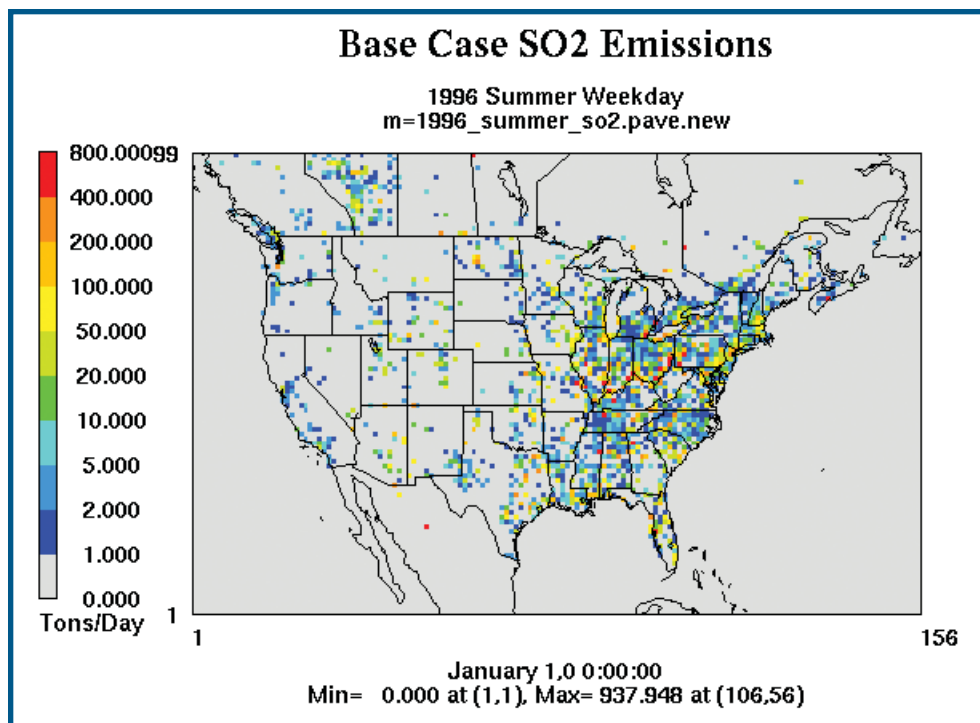 Base Case SO2 Emissions
1996 Summer Weekday
m=1996_summer_so2.pave.new
800.000
400.000
200.000
100.000
50.000
20.000
10.000
5.000
2.000
1.000
0.000
Tons/Day
99
1
1
156
January 1,0 0:00:00
Min= 0.000 at (1,1), Max= 937.948 at (106,56)